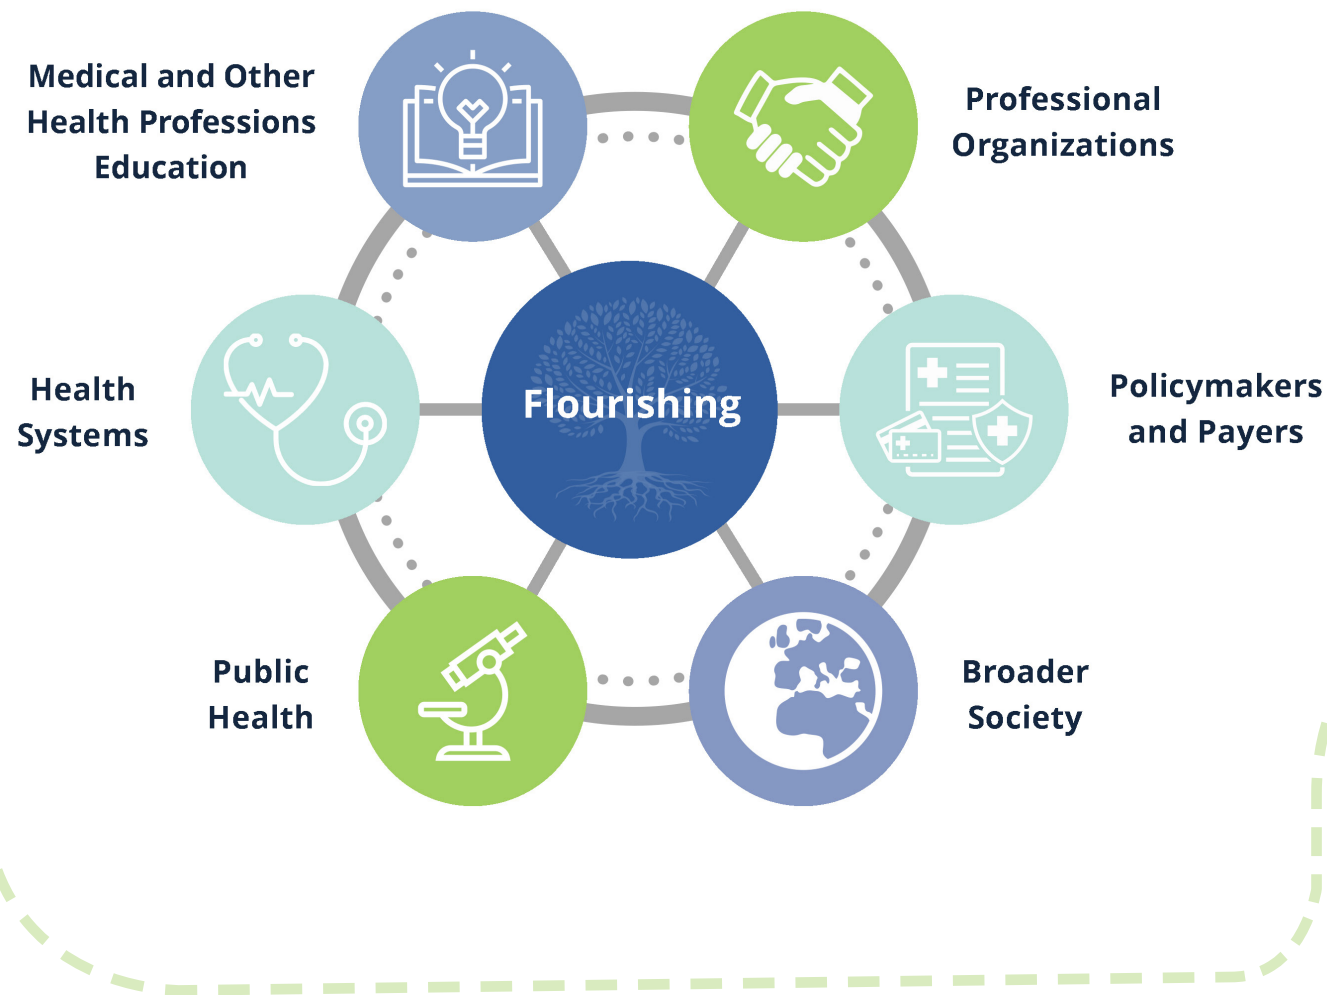 Medical and Other
Health Professions
Education
Professional
Organizations
Health
Systems
Flourishing
Policymakers
and Payers
Public
Health
Broader
Society